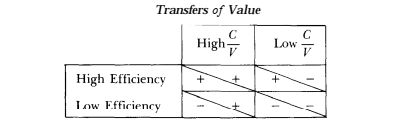 Transfers of Value
High C/V Low C/V
High Efficiency + + + −
Low Efficiency − + − −